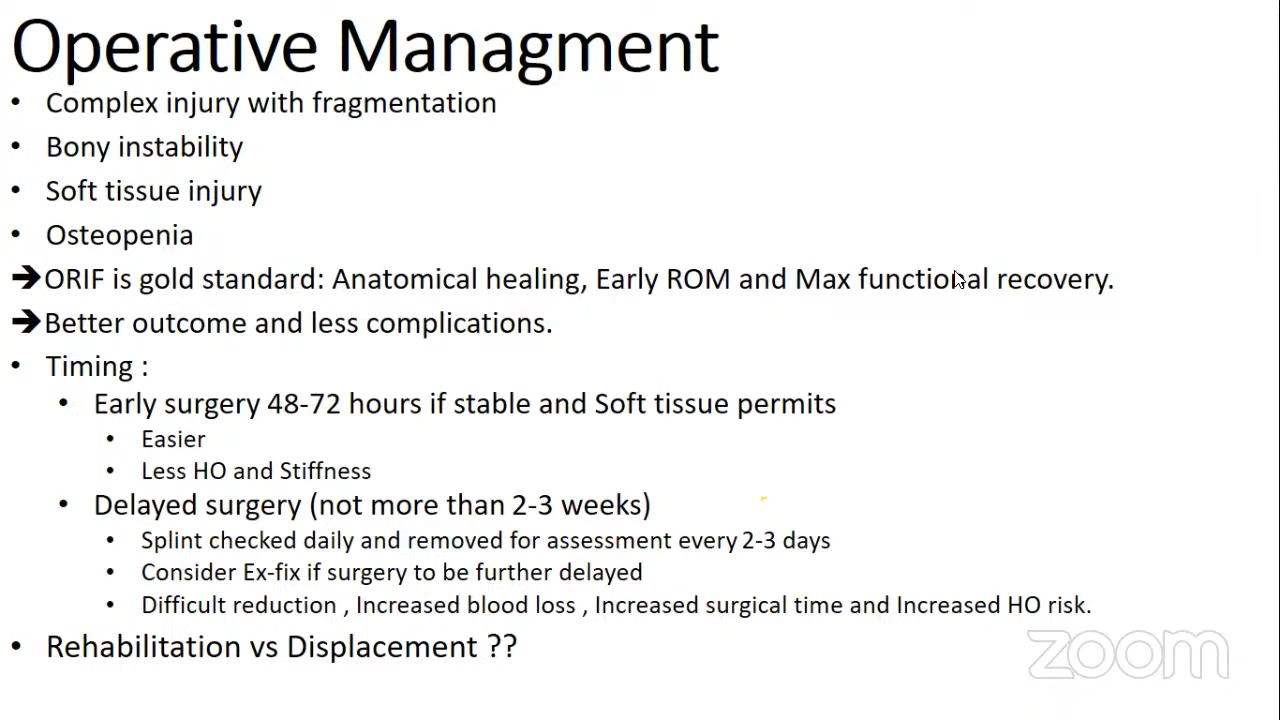 Operative Managment
• Complex injury with fragmentation
• Bony instability
• Soft tissue injury
• Osteopenia
➔ORIF is gold standard: Anatomical healing, Early ROM and Max functional recovery.
➔Better outcome and less complications.
• Timing :
• Early surgery 48-72 hours if stable and Soft tissue permits
• Easier
• Less HO and Stiffness
• Delayed surgery (not more than 2-3 weeks)
• Splint checked daily and removed for assessment every 2-3 days
• Consider Ex-fix if surgery to be further delayed
• Difficult reduction , Increased blood loss , Increased surgical time and Increased HO risk.
• Rehabilitation vs Displacement ??
zoom